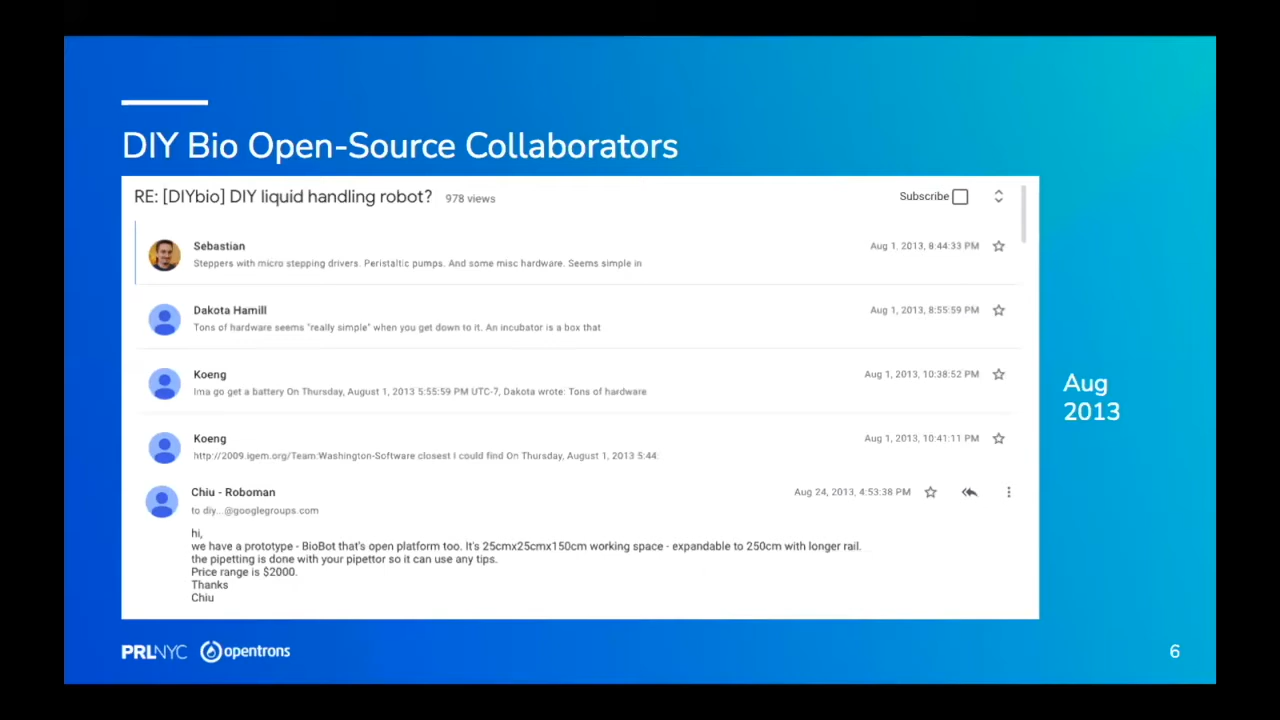 DIY Bio Open-Source Collaborators
RE: [DIYbio] DIY liquid handling robot? 978 views Subscribe
Sebastian Aug 1, 2013, 8:44:33 PM
Steppers with micro stepping drivers. Peristaltic pumps. And some misc hardware. Seems simple in
Dakota Hamill Aug 1, 2013, 8:55:59 PM
Tons of hardware seems "really simple" when you get down to it. An incubator is a box that
Koeng Aug 1, 2013, 10:38:52 PM
Ima go get a battery On Thursday, August 1, 2013 5:55:59 PM UTC-7, Dakota wrote: Tons of hardware
Koeng Aug 1, 2013, 10:41:11 PM
http://2009.igem.org/Team:Washington-Software closest I could find On Thursday, August 1, 2013 5:44:
Chiu - Roboman Aug 24, 2013, 4:53:38 PM
to diy...@googlegroups.com
hi,
we have a prototype - BioBot that's open platform too. It's 25cmx25cmx150cm working space - expandable to 250cm with longer rail.
the pipetting is done with your pipettor so it can use any tips.
Price range is $2000.
Thanks
Chiu
Aug
2013
PRLNYC opentrons
6